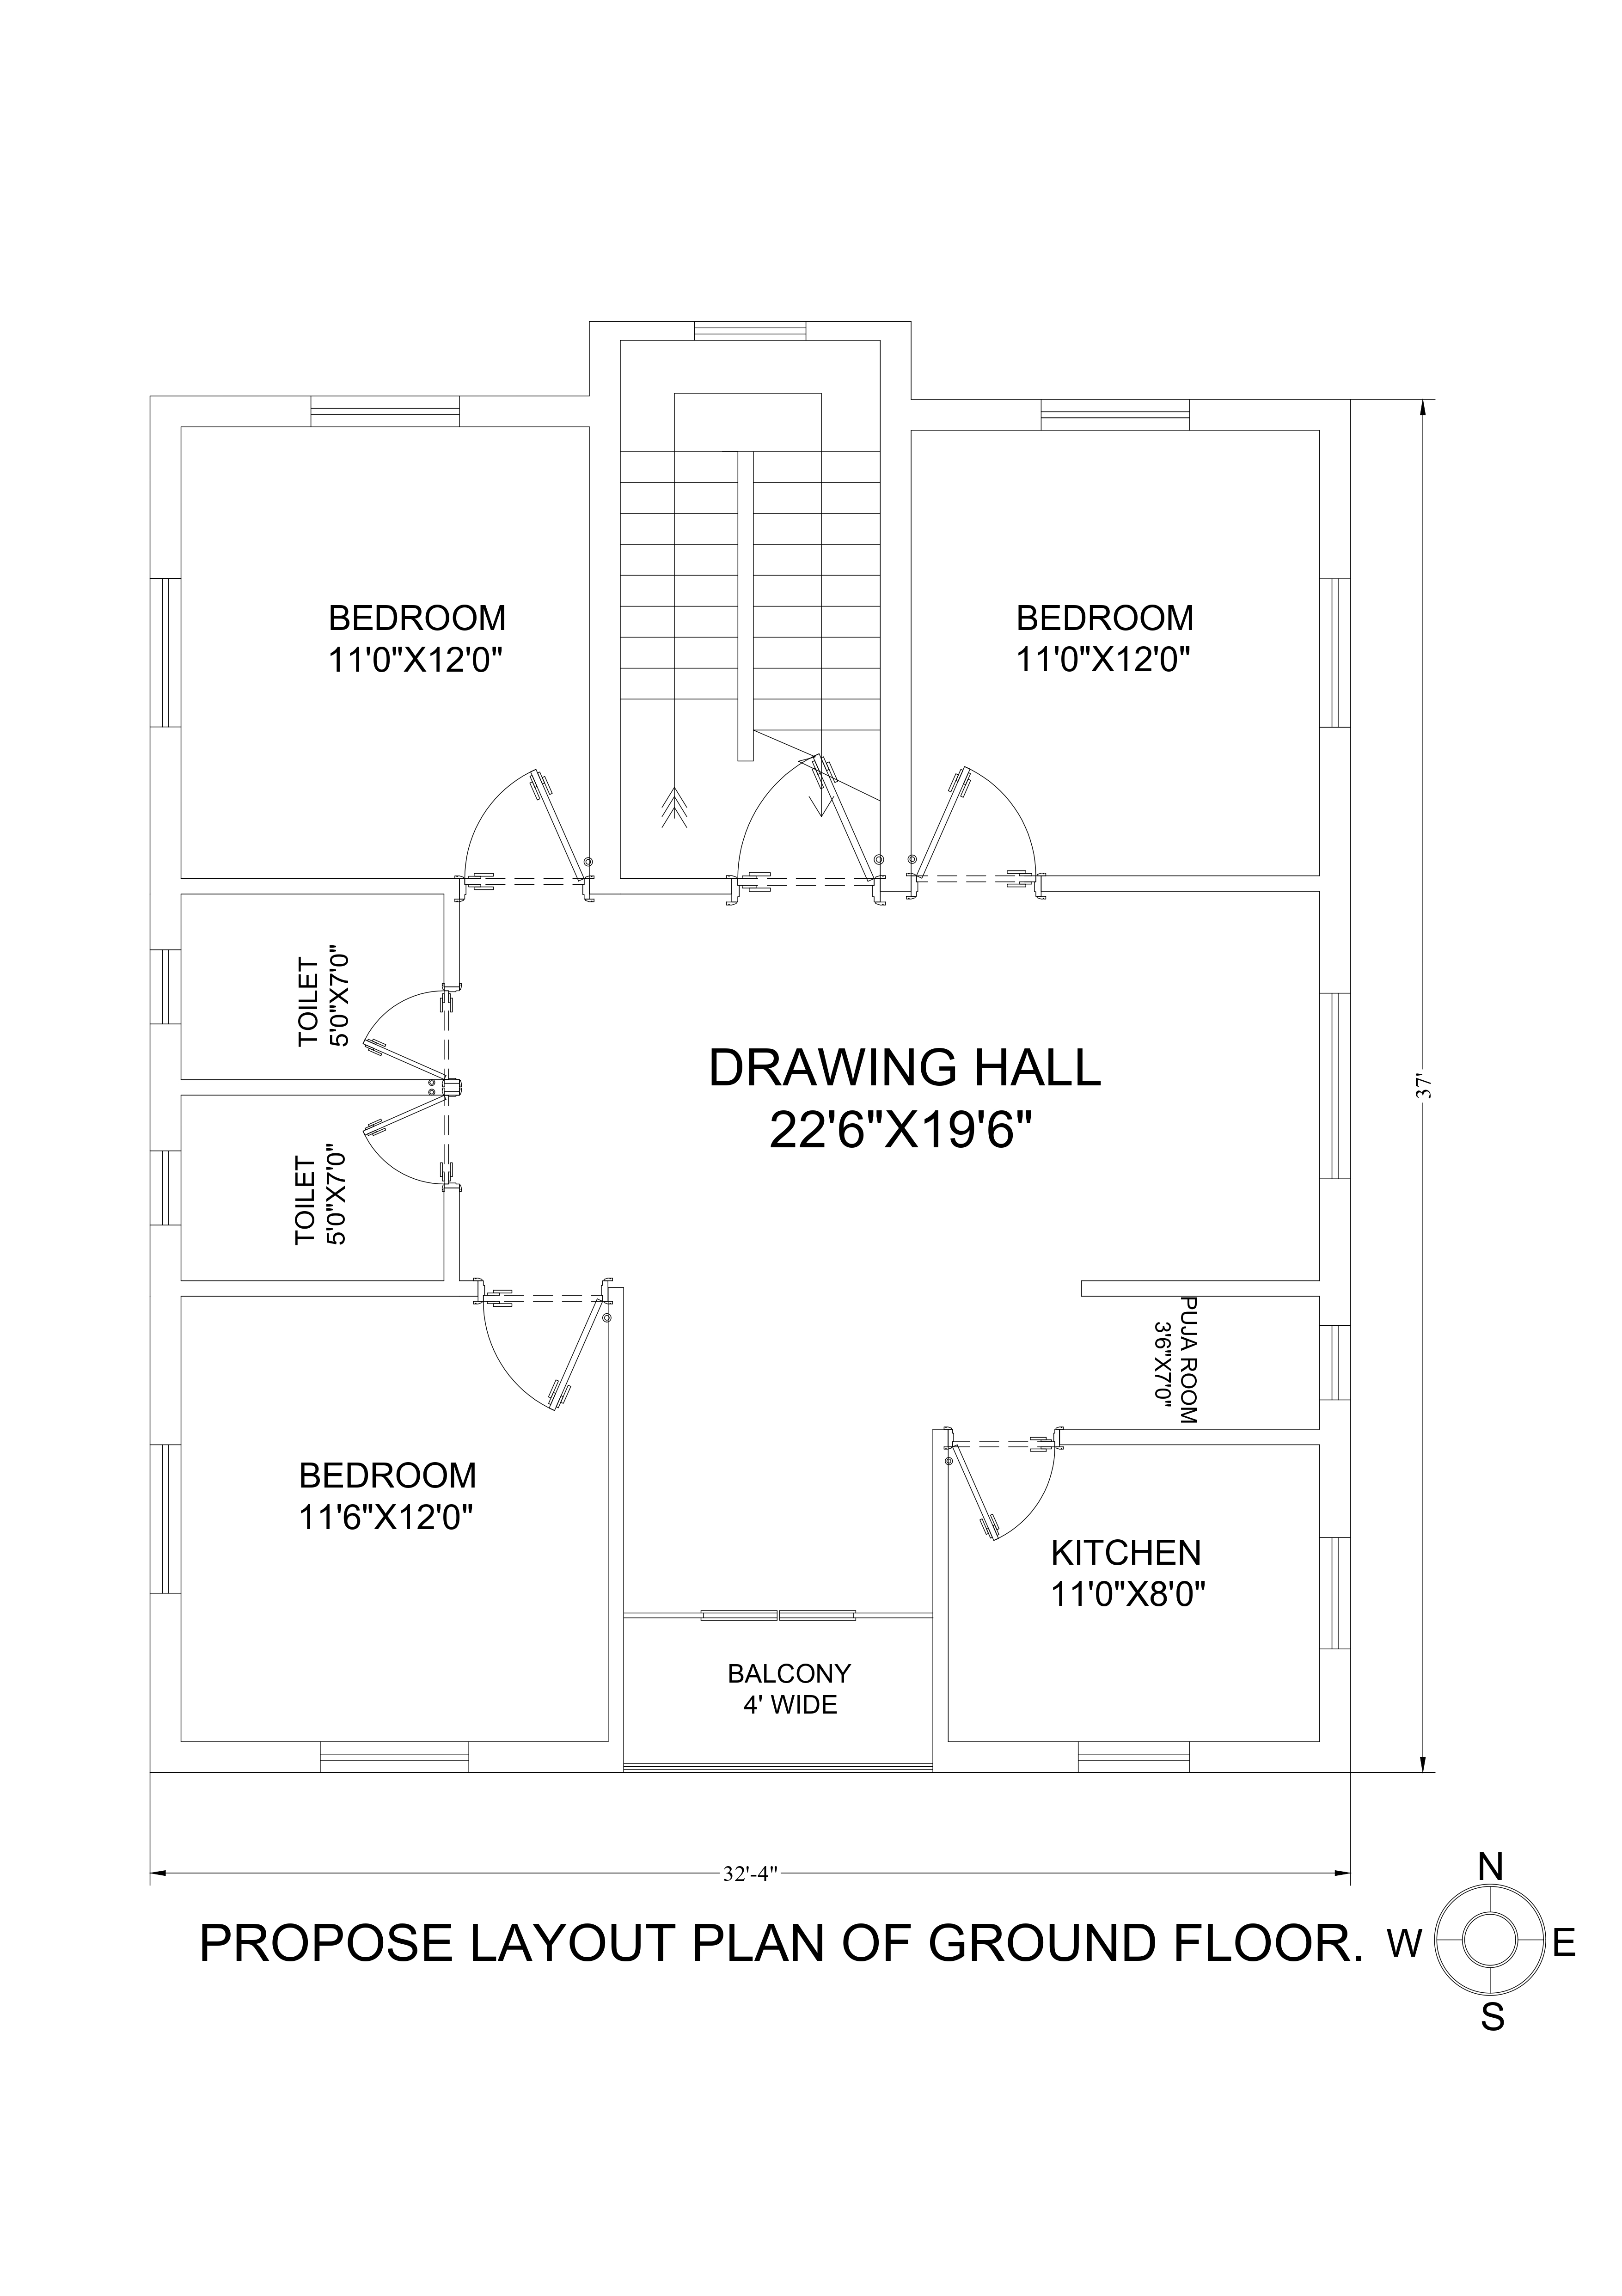 BEDROOM
11'0"X12'0"
BEDROOM
11'0"X12'0"
TOILET
5'0"X7'0"
DRAWING HALL
22'6"X19'6"
37'
TOILET
5'0"X7'0"
PUJA ROOM
3'6"X7'0"
BEDROOM
11'6"X12'0"
KITCHEN
11'0"X8'0"
BALCONY
4' WIDE
32'-4"
N
PROPOSE LAYOUT PLAN OF GROUND FLOOR.
W E
S